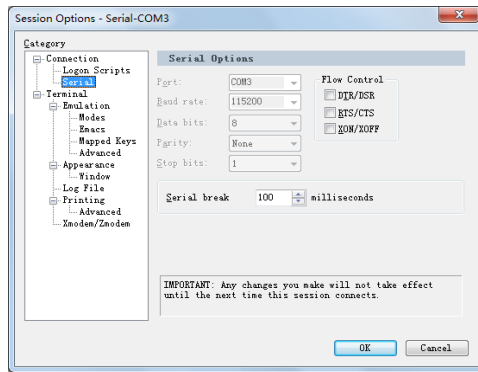 Session Options - Serial-COM3
Category
Connection
Logon Scripts
Serial
Terminal
Emulation
Modes
Emacs
Mapped Keys
Advanced
Appearance
Window
Log File
Printing
Advanced
Xmodem/Zmodem
Serial Options
Port: COM3
Baud rate: 115200
Data bits: 8
Parity: None
Stop bits: 1
Flow Control
DTR/DSR
RTS/CTS
XON/XOFF
Serial break 100 milliseconds
IMPORTANT: Any changes you make will not take effect
until the next time this session connects.
OK Cancel